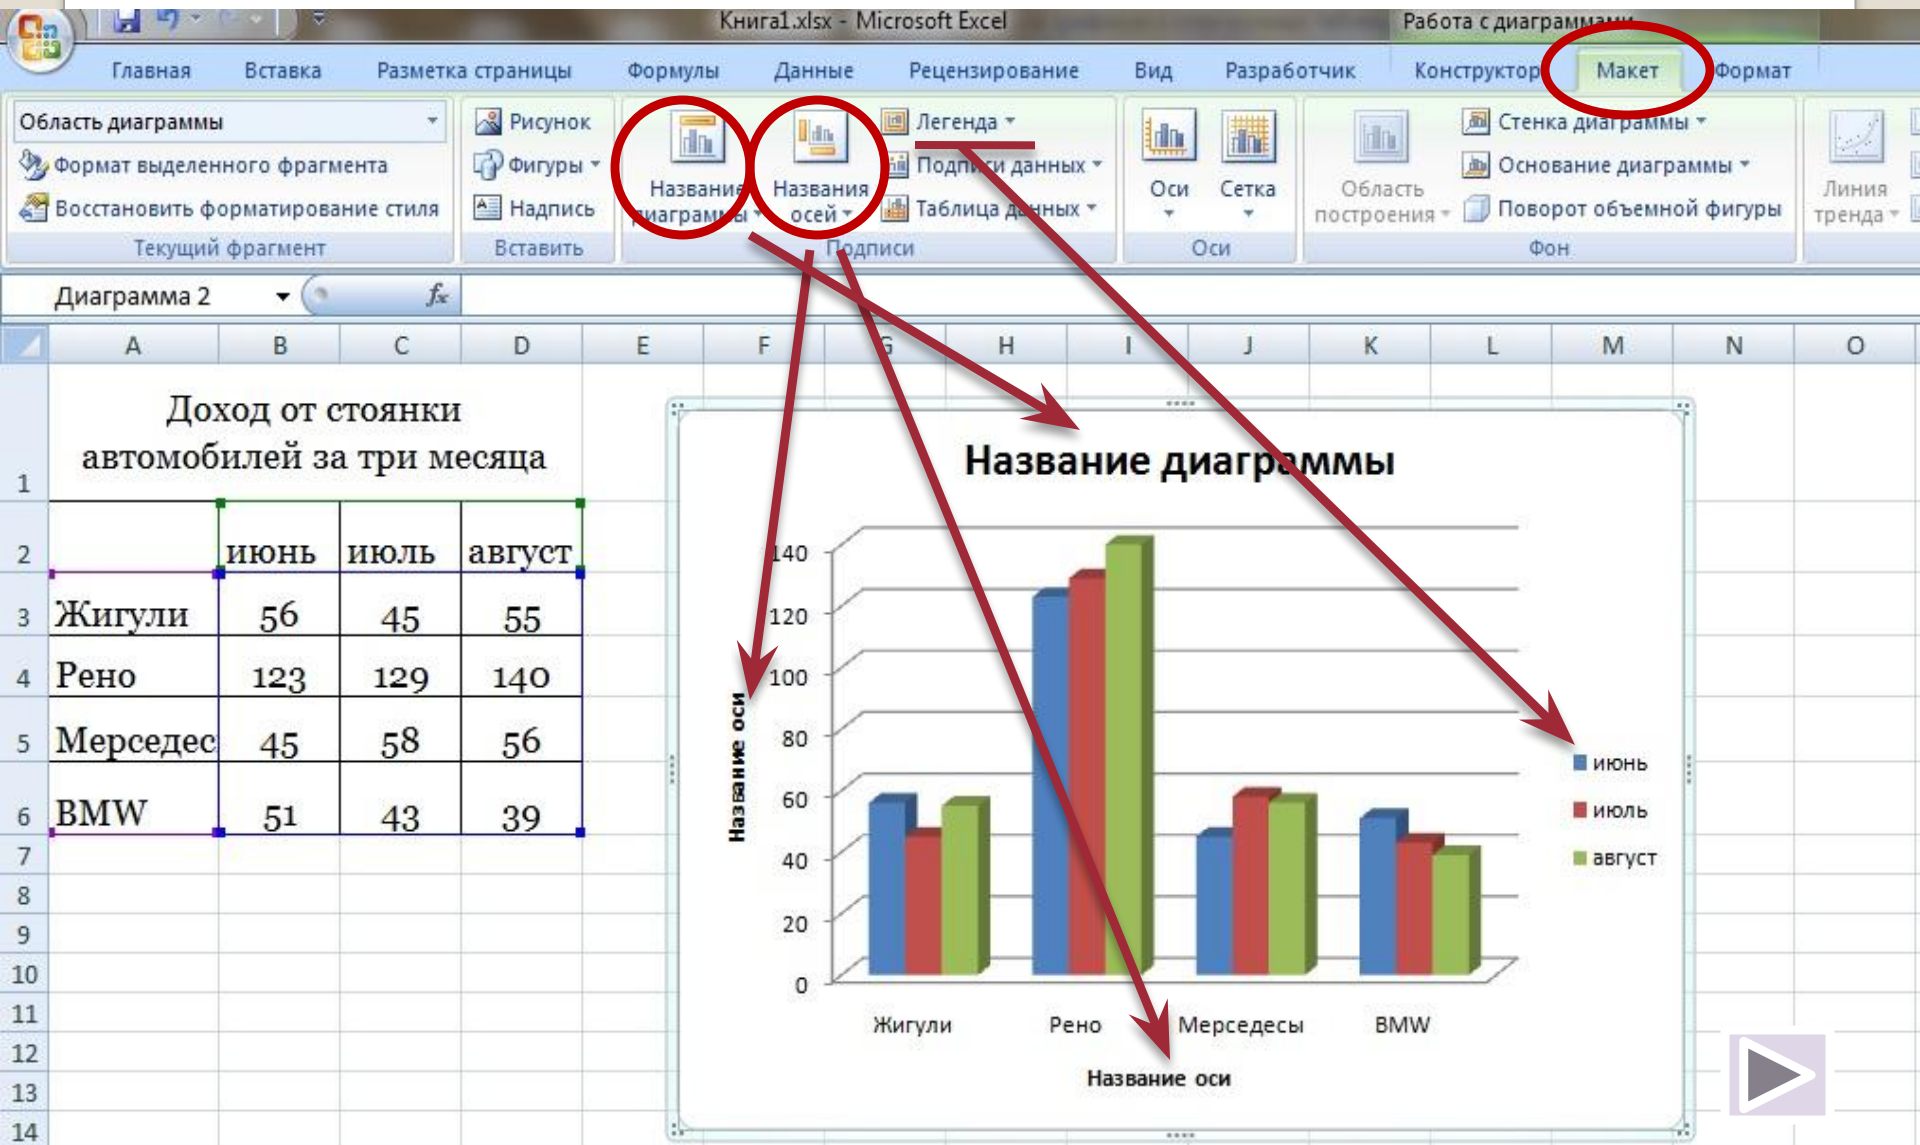 Книга1.xlsx - Microsoft Excel
Работа с диаграммами
Главная
Вставка
Разметка страницы
Формулы
Данные
Рецензирование
Вид
Разработчик
Конструктор
Макет
Формат
Область диаграммы
Формат выделенного фрагмента
Восстановить форматирование стиля
Текущий фрагмент
Рисунок
Фигуры
Надпись
Вставить
Название
диаграммы
Названия
осей
Легенда
Подписи данных
Таблица данных
Подписи
Оси
Сетка
Оси
Область
построения
Стенка диаграммы
Основание диаграммы
Поворот объемной фигуры
Фон
Линия
тренда
Диаграмма 2
fx
A B C D E F G H I J K L M N O
1
Доход от стоянки
автомобилей за три месяца
2 июнь июль август
3 Жигули 56 45 55
4 Рено 123 129 140
5 Мерседес 45 58 56
6 BMW 51 43 39
7
8
9
10
11
12
13
14
Название диаграммы
140
120
100
80
60
40
20
0
Название оси
Жигули Рено Мерседесы BMW
Название оси
июнь
июль
август